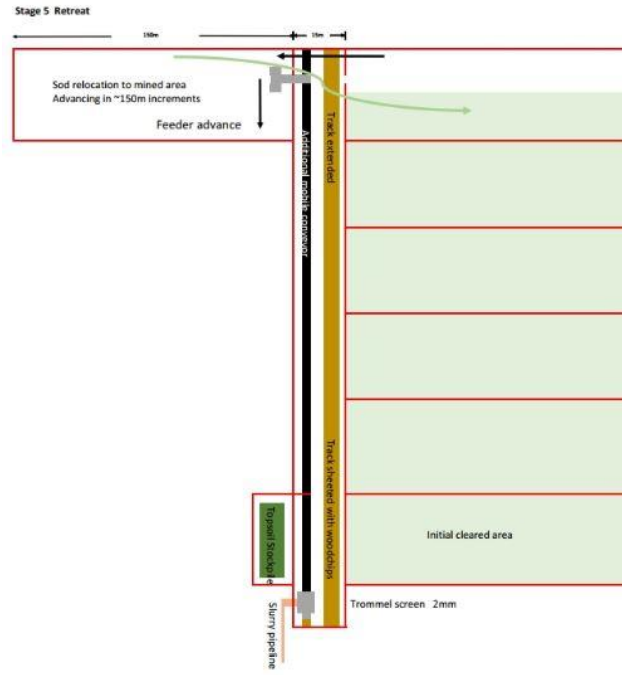 Stage 5 Retreat
150m
15m
Sod relocation to mined area
Advancing in ~150m increments
Feeder advance
Additional mobile conveyor
Track extended
Track sheeted with woodchips
Topsoil Stockpile
Initial cleared area
Trommel screen 2mm
Slurry pipeline